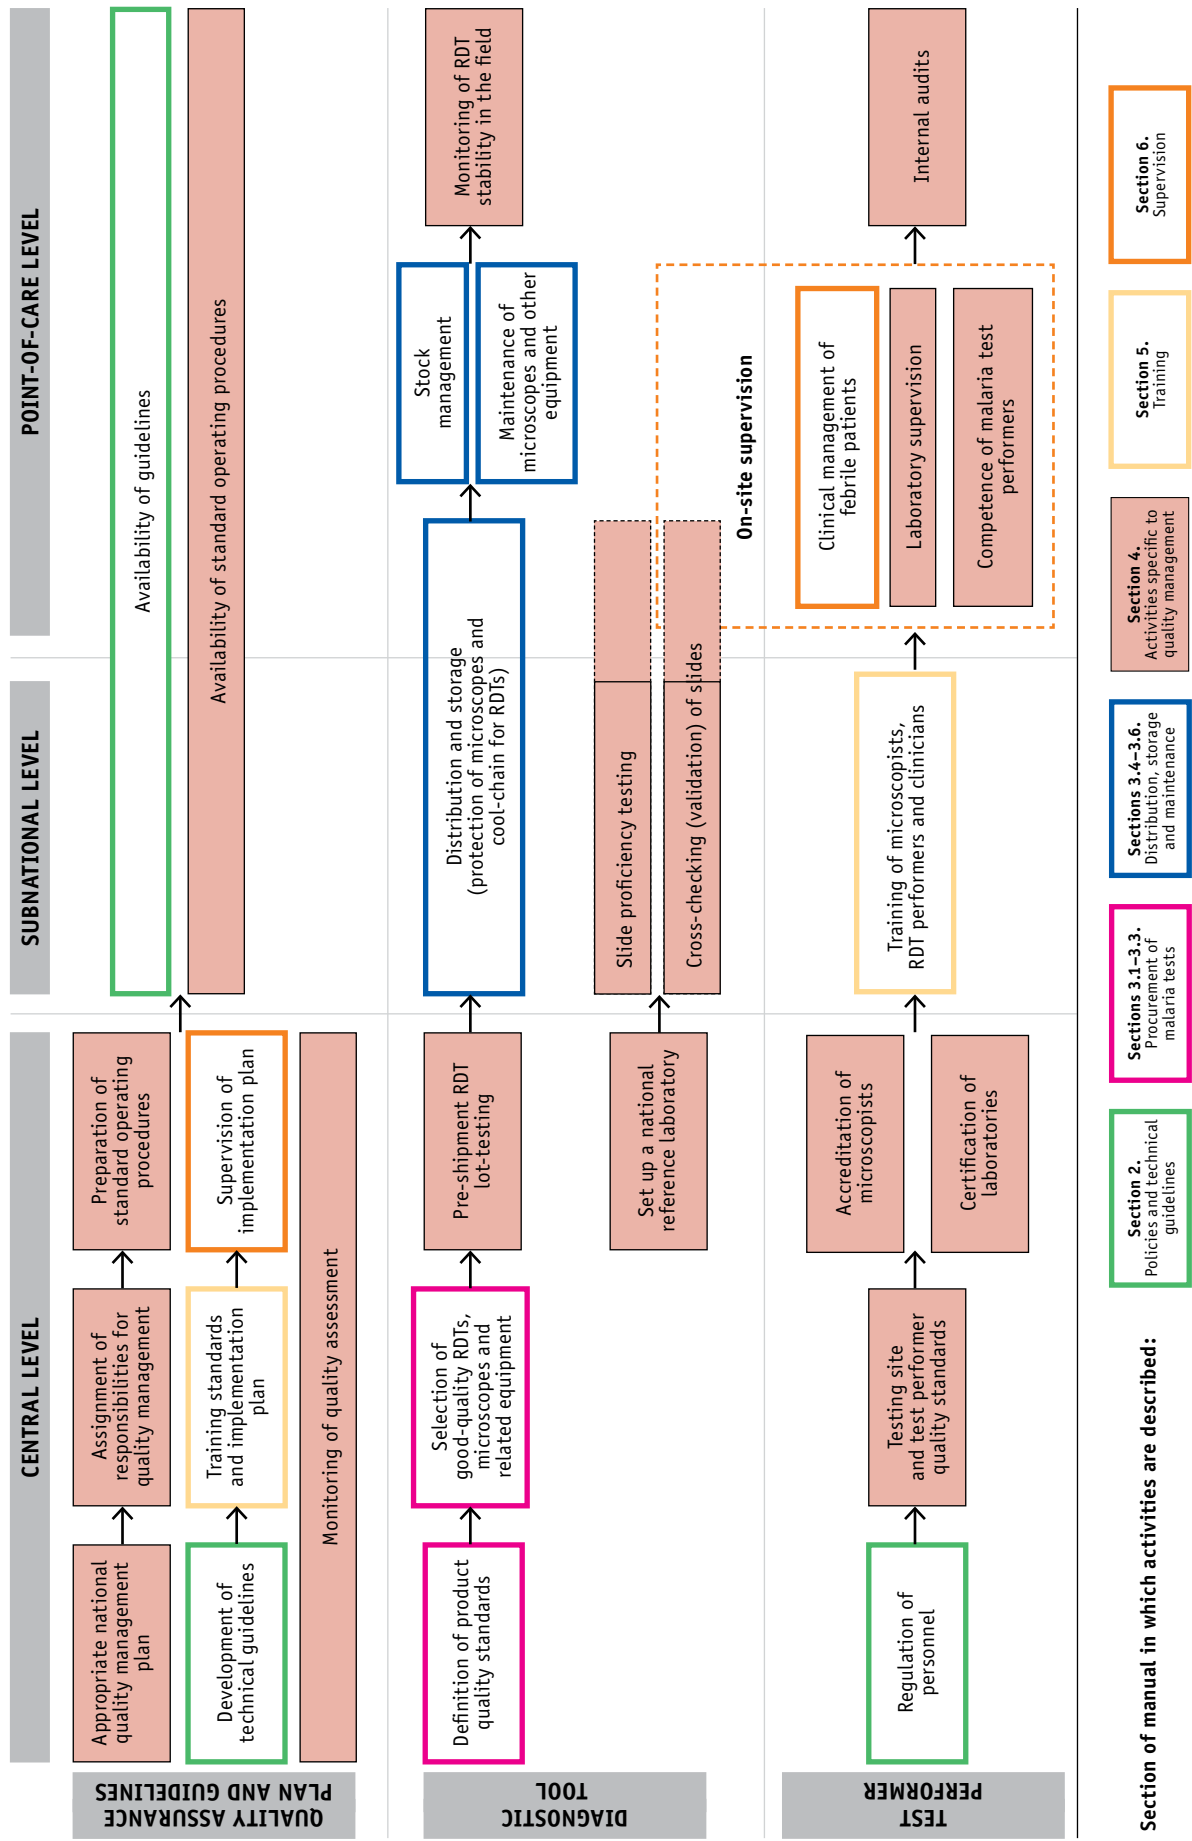 CENTRAL LEVEL
SUBNATIONAL LEVEL
POINT-OF-CARE LEVEL
QUALITY ASSURANCE
PLAN AND GUIDELINES
Appropriate national
quality management
plan
Assignment of
responsibilities for
quality management
Preparation of
standard operating
procedures
Development of
technical guidelines
Training standards
and implementation
plan
Supervision of
implementation plan
Monitoring of quality assessment
Availability of guidelines
Availability of standard operating procedures
DIAGNOSTIC
TOOL
Definition of product
quality standards
Selection of
good-quality RDTs,
microscopes and
related equipment
Pre-shipment RDT
lot-testing
Distribution and storage
(protection of microscopes and
cool-chain for RDTs)
Stock
management
Maintenance of
microscopes and other
equipment
Monitoring of RDT
stability in the field
Set up a national
reference laboratory
Slide proficiency testing
Cross-checking (validation) of slides
TEST
PERFORMER
Regulation of
personnel
Testing site
and test performer
quality standards
Accreditation of
microscopists
Certification of
laboratories
Training of microscopists,
RDT performers and clinicians
On-site supervision
Clinical management of
febrile patients
Laboratory supervision
Competence of malaria test
performers
Internal audits
Section of manual in which activities are described:
Section 2.
Policies and technical
guidelines
Sections 3.1–3.3.
Procurement of
malaria tests
Sections 3.4–3.6.
Distribution, storage
and maintenance
Section 4.
Activities specific to
quality management
Section 5.
Training
Section 6.
Supervision